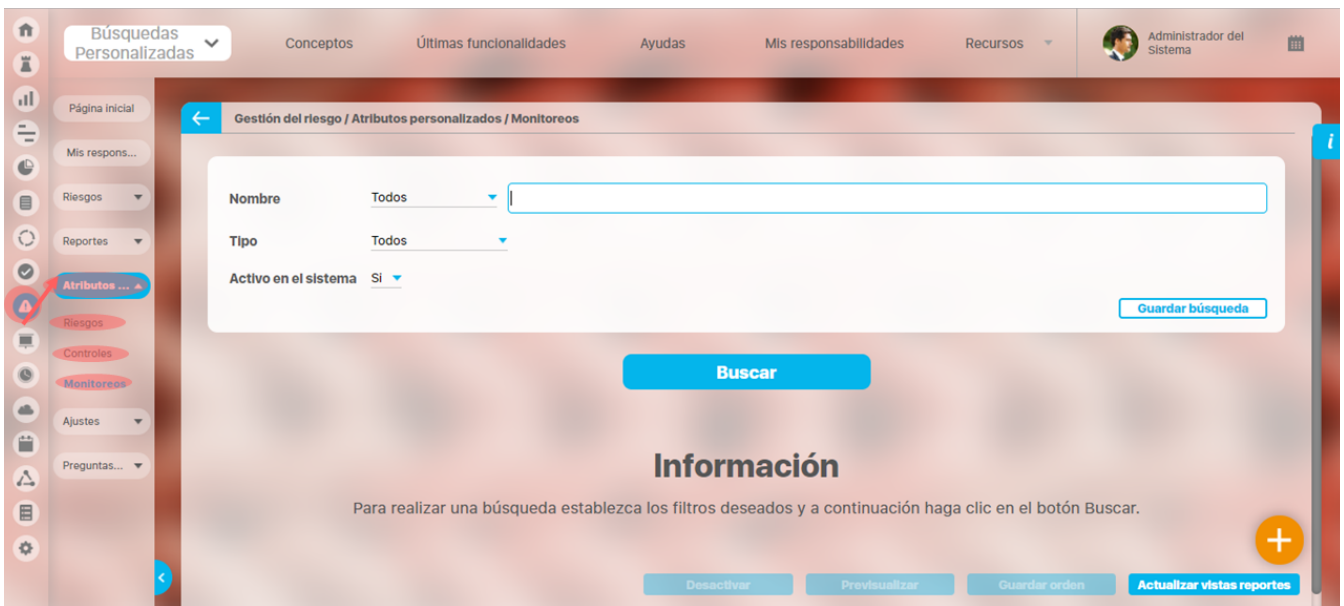 Búsquedas
Personalizadas
Conceptos
Últimas funcionalidades
Ayudas
Mis responsabilidades
Recursos
Administrador del
Sistema
Página inicial
Mis respons...
Riesgos
Reportes
Atributos ...
Riesgos
Controles
Monitoreos
Ajustes
Preguntas...
Gestión del riesgo / Atributos personalizados / Monitoreos
i
Nombre
Todos
Tipo
Todos
Activo en el sistema
Si
Guardar búsqueda
Buscar
Información
Para realizar una búsqueda establezca los filtros deseados y a continuación haga clic en el botón Buscar.
Desactivar
Previsualizar
Guardar orden
Actualizar vistas reportes